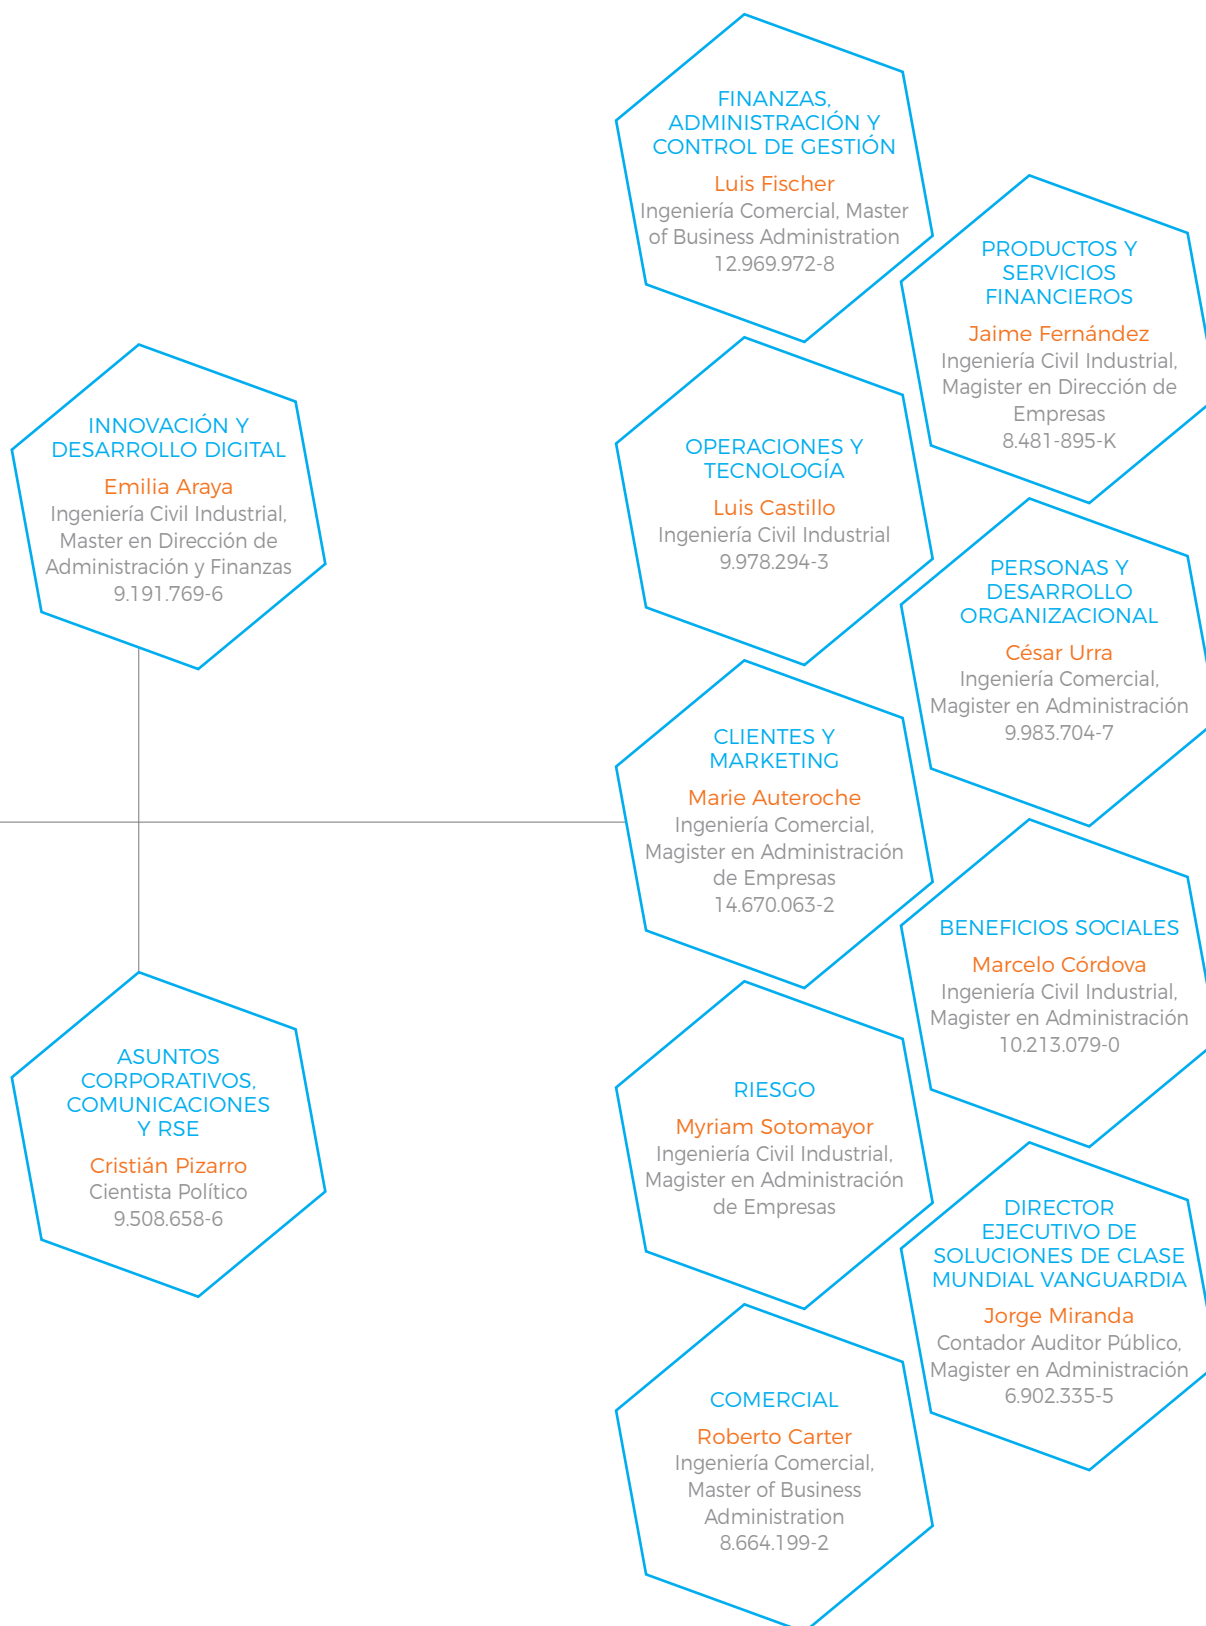 FINANZAS,
ADMINISTRACIÓN Y
CONTROL DE GESTIÓN
Luis Fischer
Ingeniería Comercial, Master
of Business Administration
12.969.972-8
PRODUCTOS Y
SERVICIOS
FINANCIEROS
Jaime Fernández
Ingeniería Civil Industrial,
Magister en Dirección de
Empresas
8.481-895-K
INNOVACIÓN Y
DESARROLLO DIGITAL
Emilia Araya
Ingeniería Civil Industrial,
Master en Dirección de
Administración y Finanzas
9.191.769-6
OPERACIONES Y
TECNOLOGÍA
Luis Castillo
Ingeniería Civil Industrial
9.978.294-3
PERSONAS Y
DESARROLLO
ORGANIZACIONAL
César Urra
Ingeniería Comercial,
Magister en Administración
9.983.704-7
CLIENTES Y
MARKETING
Marie Auteroche
Ingeniería Comercial,
Magister en Administración
de Empresas
14.670.063-2
BENEFICIOS SOCIALES
Marcelo Córdova
Ingeniería Civil Industrial,
Magister en Administración
10.213.079-0
ASUNTOS
CORPORATIVOS,
COMUNICACIONES
Y RSE
Cristián Pizarro
Cientista Político
9.508.658-6
RIESGO
Myriam Sotomayor
Ingeniería Civil Industrial,
Magister en Administración
de Empresas
DIRECTOR
EJECUTIVO DE
SOLUCIONES DE CLASE
MUNDIAL VANGUARDIA
Jorge Miranda
Contador Auditor Público,
Magister en Administración
6.902.335-5
COMERCIAL
Roberto Carter
Ingeniería Comercial,
Master of Business
Administration
8.664.199-2